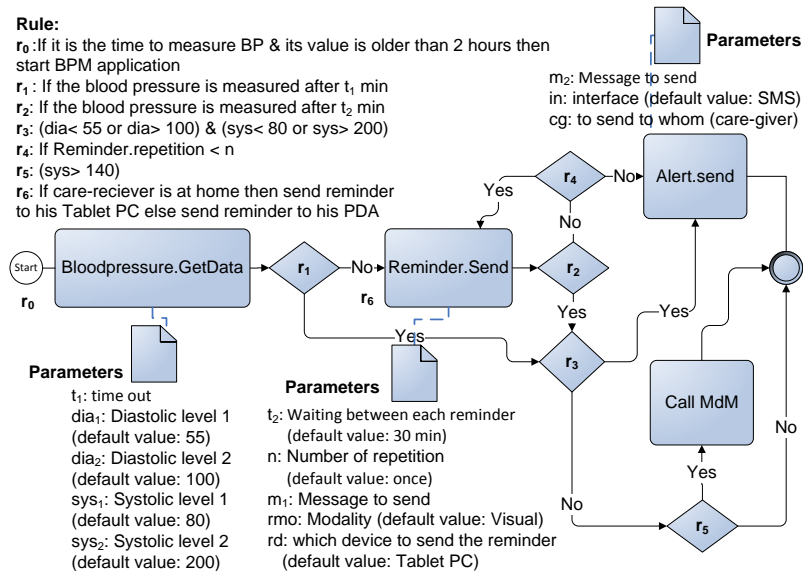 Rule:
r0 :If it is the time to measure BP & its value is older than 2 hours then
start BPM application
r1 : If the blood pressure is measured after t1 min
r2: If the blood pressure is measured after t2 min
r3: (dia< 55 or dia> 100) & (sys< 80 or sys> 200)
r4: If Reminder.repetition < n
r5: (sys> 140)
r6: If care-reciever is at home then send reminder
to his Tablet PC else send reminder to his PDA
Parameters
m2: Message to send
in: interface (default value: SMS)
cg: to send to whom (care-giver)
Yes
r4
No
Alert.send
No
Start
r0
Bloodpressure.GetData
r1
No
r6
Reminder.Send
r2
Yes
Yes
r3
Yes
Parameters
t1: time out
dia1: Diastolic level 1
(default value: 55)
dia2: Diastolic level 2
(default value: 100)
sys1: Systolic level 1
(default value: 80)
sys2: Systolic level 2
(default value: 200)
Parameters
t2: Waiting between each reminder
(default value: 30 min)
n: Number of repetition
(default value: once)
m1: Message to send
rmo: Modality (default value: Visual)
rd: which device to send the reminder
(default value: Tablet PC)
Call MdM
No
Yes
No
r5